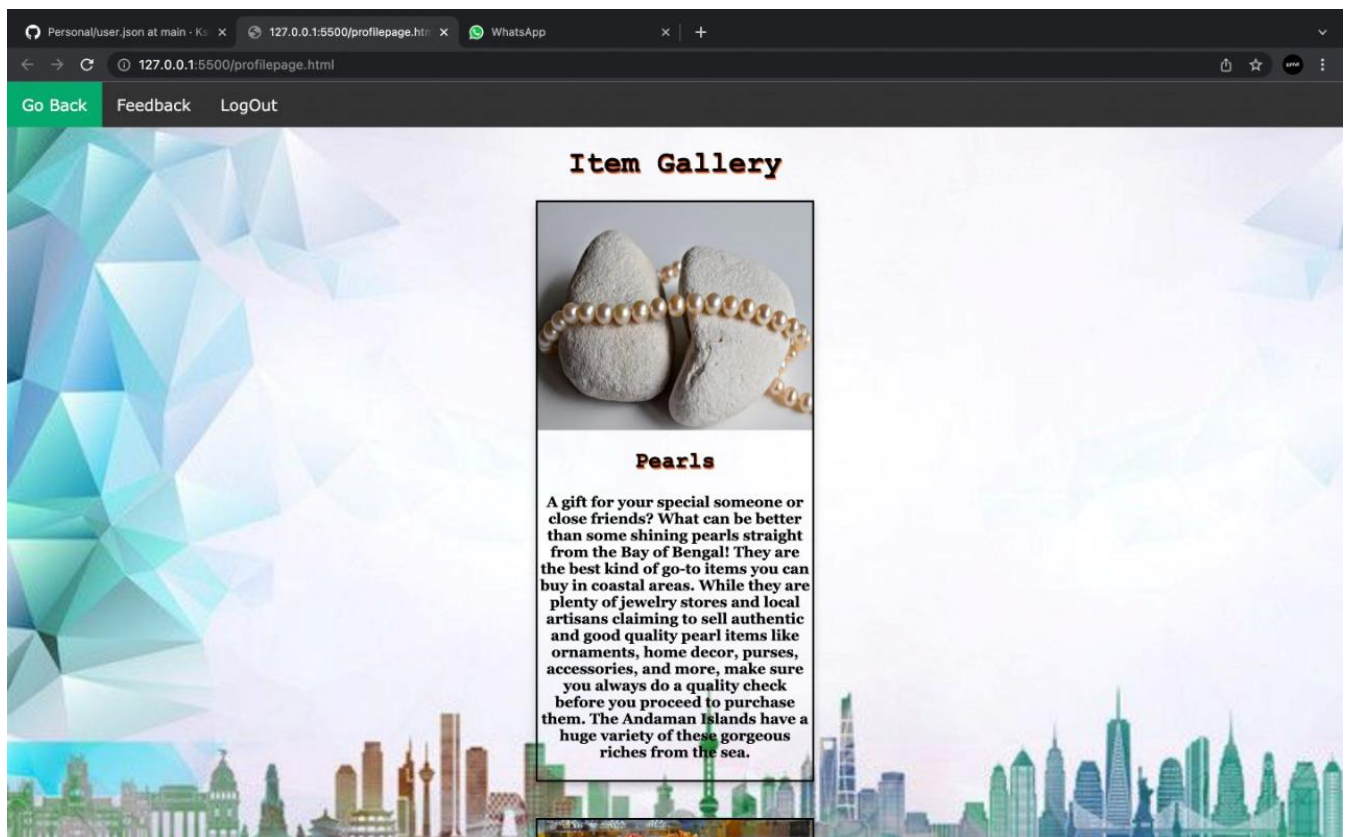 Personal/user.json at main · Ks
127.0.0.1:5500/profilepage.htm
WhatsApp
127.0.0.1:5500/profilepage.html
Go Back Feedback LogOut
Item Gallery
Pearls
A gift for your special someone or
close friends? What can be better
than some shining pearls straight
from the Bay of Bengal! They are
the best kind of go-to items you can
buy in coastal areas. While they are
plenty of jewelry stores and local
artisans claiming to sell authentic
and good quality pearl items like
ornaments, home decor, purses,
accessories, and more, make sure
you always do a quality check
before you proceed to purchase
them. The Andaman Islands have a
huge variety of these gorgeous
riches from the sea.